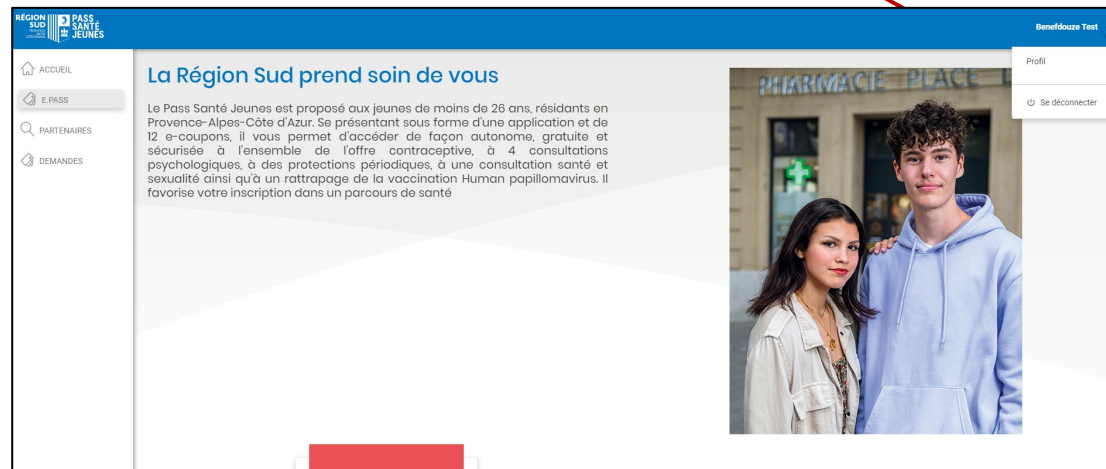 RÉGION
SUD
PASS
SANTÉ
JEUNES
Benefdouze Test
Profil
Se déconnecter
ACCUEIL
E.PASS
PARTENAIRES
DEMANDES
La Région Sud prend soin de vous
Le Pass Santé Jeunes est proposé aux jeunes de moins de 26 ans, résidants en
Provence-Alpes-Côte d'Azur. Se présentant sous forme d'une application et de
12 e-coupons, il vous permet d'accéder de façon autonome, gratuite et
sécurisée à l'ensemble de l'offre contraceptive, à 4 consultations
psychologiques, à des protections périodiques, à une consultation santé et
sexualité ainsi qu'à un rattrapage de la vaccination Human papillomavirus. Il
favorise votre inscription dans un parcours de santé
PHARMACIE PLACE